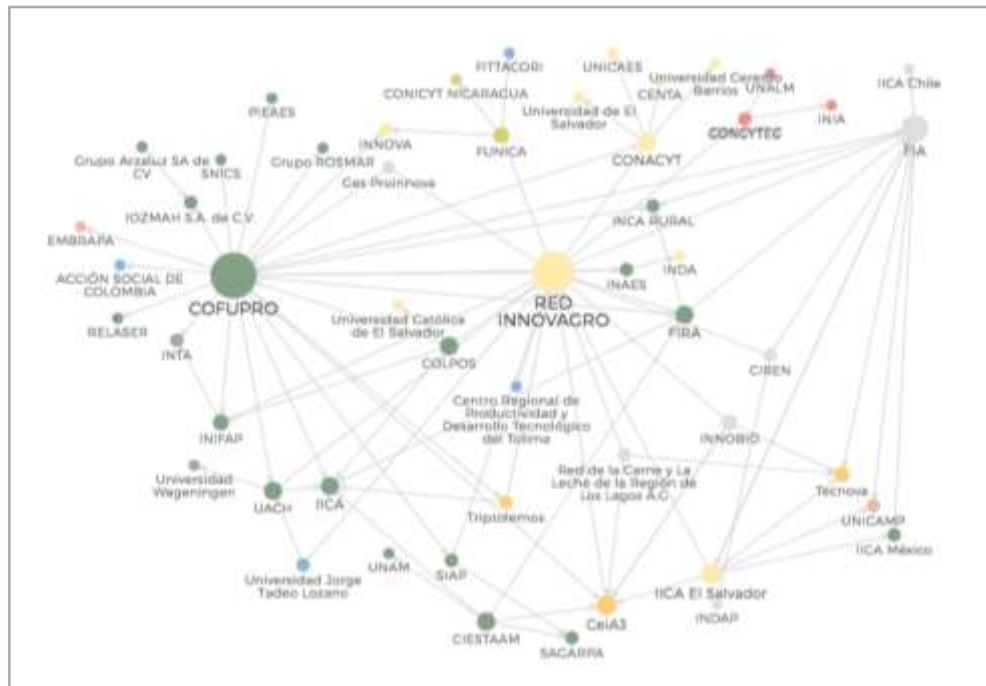 FITTACORI
UNICAES
IICA Chile
CONICYT NICARAGUA
CENTA
Universidad
Barrios
UNALM
Universidad de El
Salvador
PIEAES
INNOVA
FUNICA
CONACYT
CONCYTEC
INIA
FIA
Grupo Arzaluz SA de
CV
SNICS
Grupo ROSMAR
Ges Proinnova
IOZMAH S.A. de C.V.
INCA RURAL
EMBRAPA
ACCIÓN SOCIAL DE
COLOMBIA
COFUPRO
RED
INNOVAGRO
INAES
INDA
RELASER
Universidad Católica
de El Salvador
FIRA
INTA
COLPOS
CIREN
Centro Regional de
Productividad y
Desarrollo Tecnológico
del Tolima
INIFAP
INNOBIO
Universidad
Wageningen
UACH
IICA
Red de la Carne y La
Leche de la Región de
Los Lagos A.G
Tecnova
Triptolemos
UNICAMP
IICA México
Universidad Jorge
Tadeo Lozano
UNAM
SIAP
IICA El Salvador
INDAP
CIESTAAM
CeiA3
SAGARPA